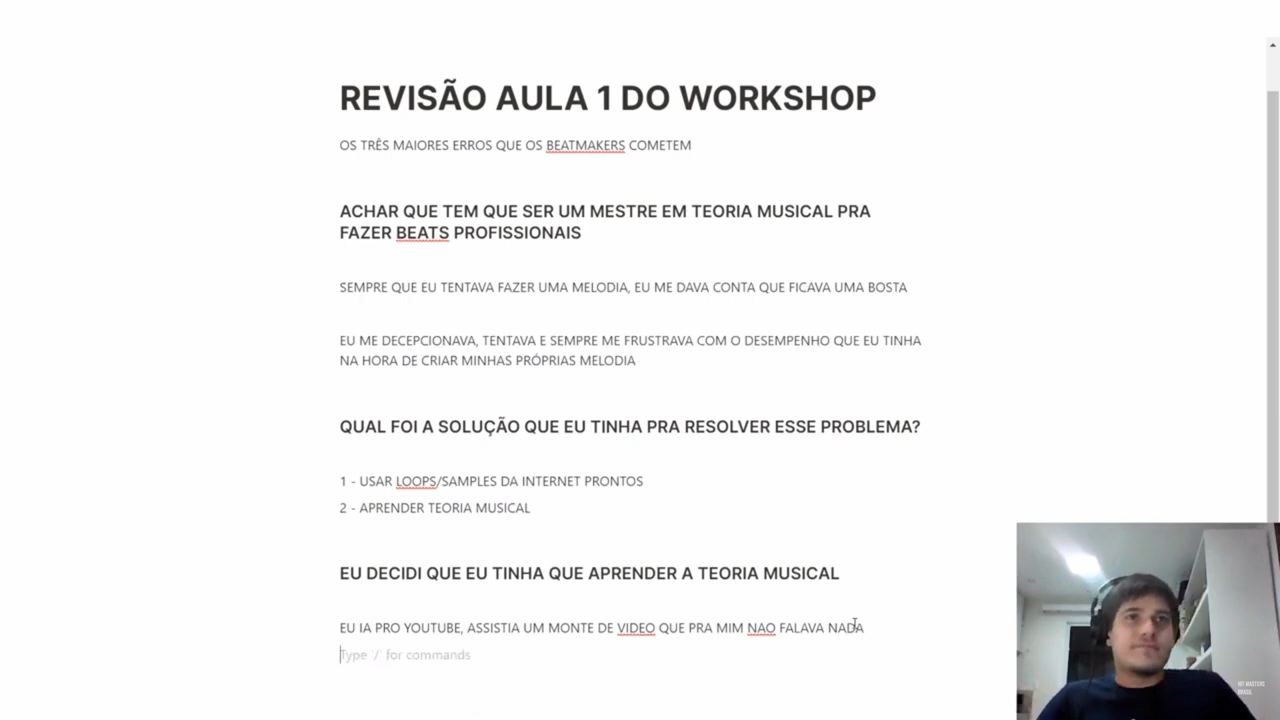 REVISÃO AULA 1 DO WORKSHOP
OS TRÊS MAIORES ERROS QUE OS BEATMAKERS COMETEM
ACHAR QUE TEM QUE SER UM MESTRE EM TEORIA MUSICAL PRA
FAZER BEATS PROFISSIONAIS
SEMPRE QUE EU TENTAVA FAZER UMA MELODIA, EU ME DAVA CONTA QUE FICAVA UMA BOSTA
EU ME DECEPCIONAVA, TENTAVA E SEMPRE ME FRUSTRAVA COM O DESEMPENHO QUE EU TINHA
NA HORA DE CRIAR MINHAS PRÓPRIAS MELODIA
QUAL FOI A SOLUÇÃO QUE EU TINHA PRA RESOLVER ESSE PROBLEMA?
1 - USAR LOOPS/SAMPLES DA INTERNET PRONTOS
2 - APRENDER TEORIA MUSICAL
EU DECIDI QUE EU TINHA QUE APRENDER A TEORIA MUSICAL
EU IA PRO YOUTUBE, ASSISTIA UM MONTE DE VIDEO QUE PRA MIM NAO FALAVA NADA
Type '/' for commands
HIT MASTERS
BRASIL